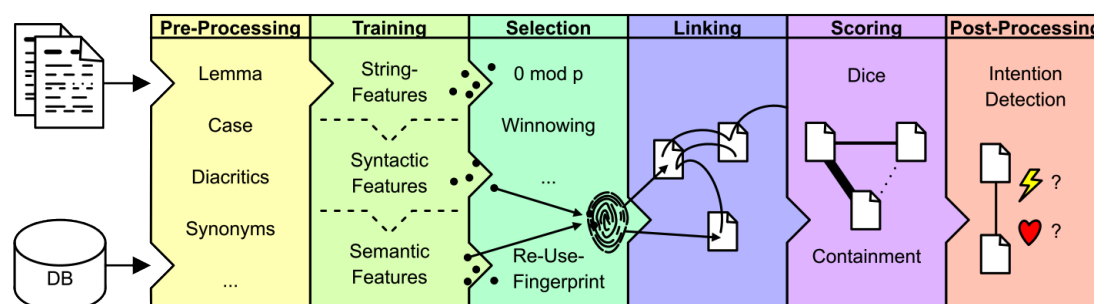 Pre-Processing
Training
Selection
Linking
Scoring
Post-Processing
Lemma
Case
Diacritics
Synonyms
...
DB
String-
Features
Syntactic
Features
Semantic
Features
0 mod p
Winnowing
...
Re-Use-
Fingerprint
Dice
Containment
Intention
Detection
?
?